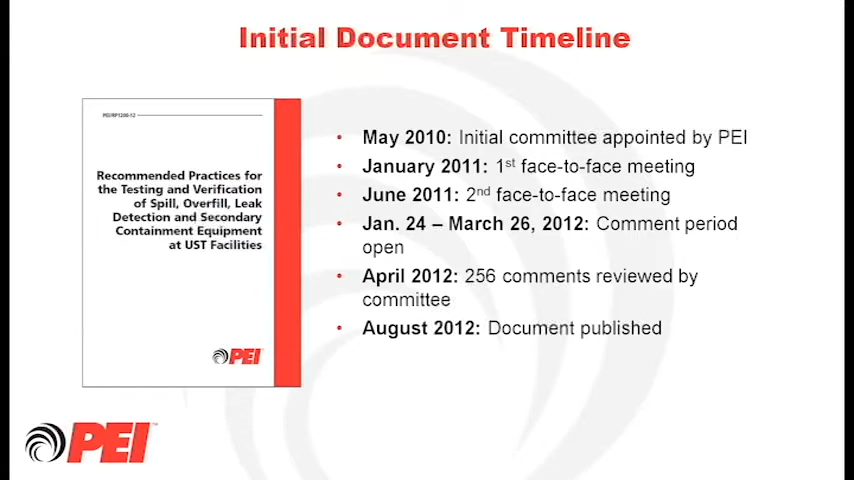 Initial Document Timeline
PEI/RP1200-12
Recommended Practices for
the Testing and Verification
of Spill, Overfill, Leak
Detection and Secondary
Containment Equipment
at UST Facilities
PEI
• May 2010: Initial committee appointed by PEI
• January 2011: 1st face-to-face meeting
• June 2011: 2nd face-to-face meeting
• Jan. 24 – March 26, 2012: Comment period
open
• April 2012: 256 comments reviewed by
committee
• August 2012: Document published
PEI™